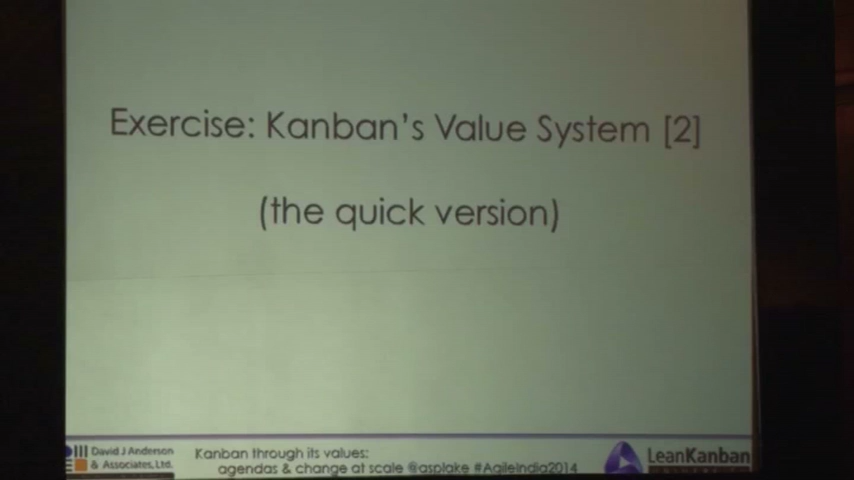 Exercise: Kanban's Value System [2]
(the quick version)
David J Anderson
& Associates, Ltd.
Kanban through its values:
agendas & change at scale @asplake #AgileIndia2014
LeanKanban